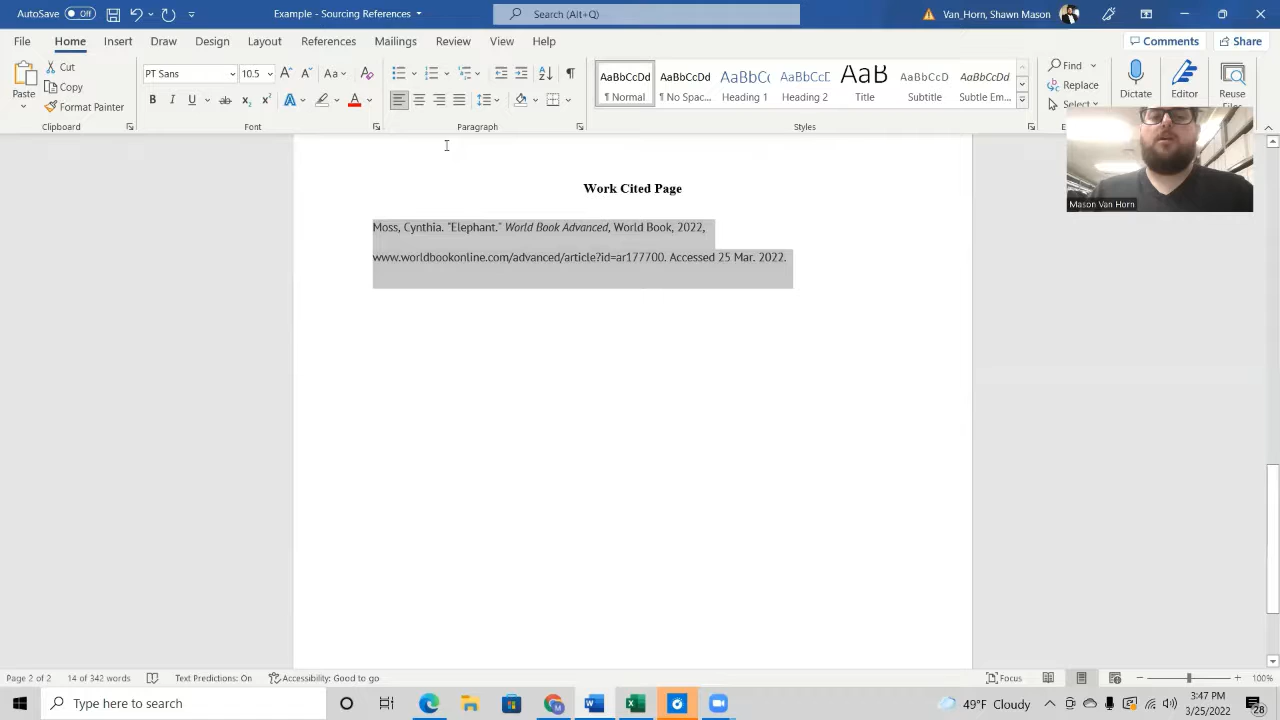 AutoSave Off
Example - Sourcing References
Search (Alt+Q)
Van_Horn, Shawn Mason
File Home Insert Draw Design Layout References Mailings Review View Help
Comments Share
Paste
Cut
Copy
Format Painter
Clipboard
PT Sans 10.5
Font
Paragraph
AaBbCcDd AaBbCcDd AaBbCc AaBbCcE AaB AaBbCcD AaBbCcDd
¶ Normal ¶ No Spac... Heading 1 Heading 2 Title Subtitle Subtle Em...
Styles
Find
Replace
Select
Dictate
Editor
Reuse
Mason Van Horn
Work Cited Page
Moss, Cynthia. "Elephant." World Book Advanced, World Book, 2022,
www.worldbookonline.com/advanced/article?id=ar177700. Accessed 25 Mar. 2022.
Page 2 of 2 14 of 342 words Text Predictions: On Accessibility: Good to go Focus 100%
Type here to search
49°F Cloudy
3:47 PM
3/25/2022
28